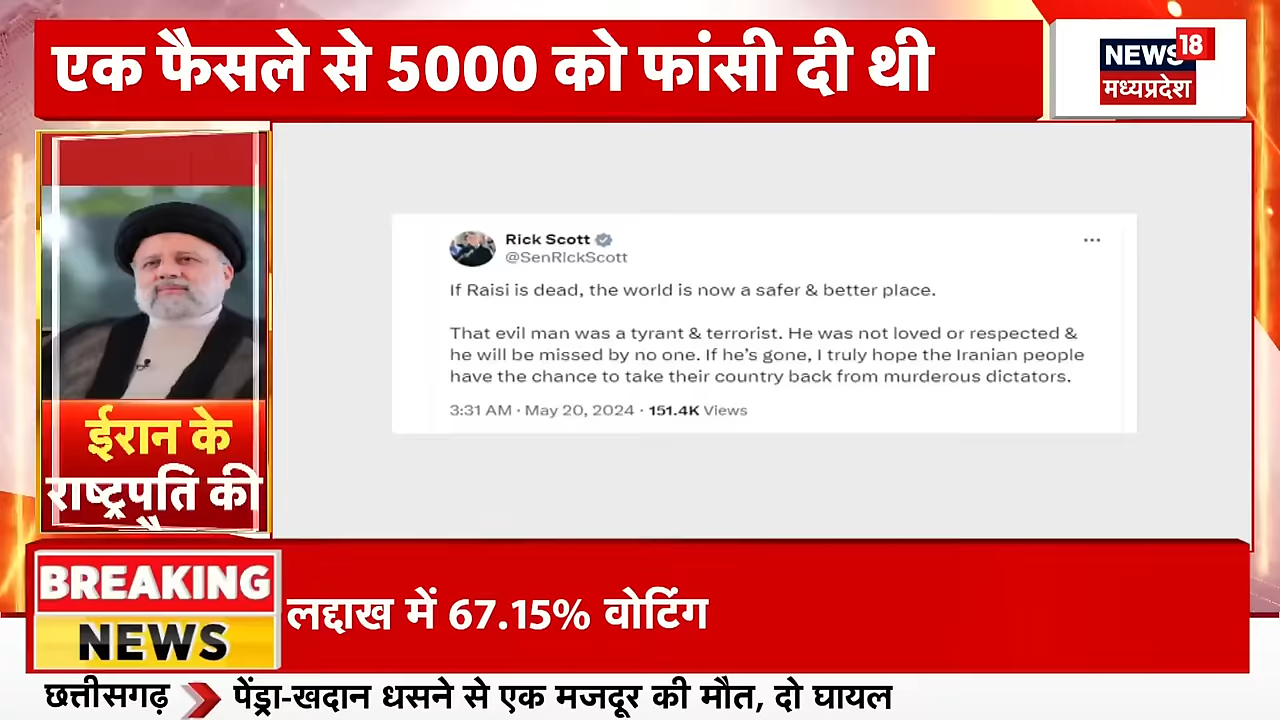 एक फैसले से 5000 को फांसी दी थी
NEWS18
मध्यप्रदेश
Rick Scott
@SenRickScott
If Raisi is dead, the world is now a safer & better place.
That evil man was a tyrant & terrorist. He was not loved or respected &
he will be missed by no one. If he's gone, I truly hope the Iranian people
have the chance to take their country back from murderous dictators.
3:31 AM · May 20, 2024 · 151.4K Views
ईरान के
राष्ट्रपति की
BREAKING
NEWS
लद्दाख में 67.15% वोटिंग
छत्तीसगढ़ पेंड्रा-खदान धसने से एक मजदूर की मौत, दो घायल